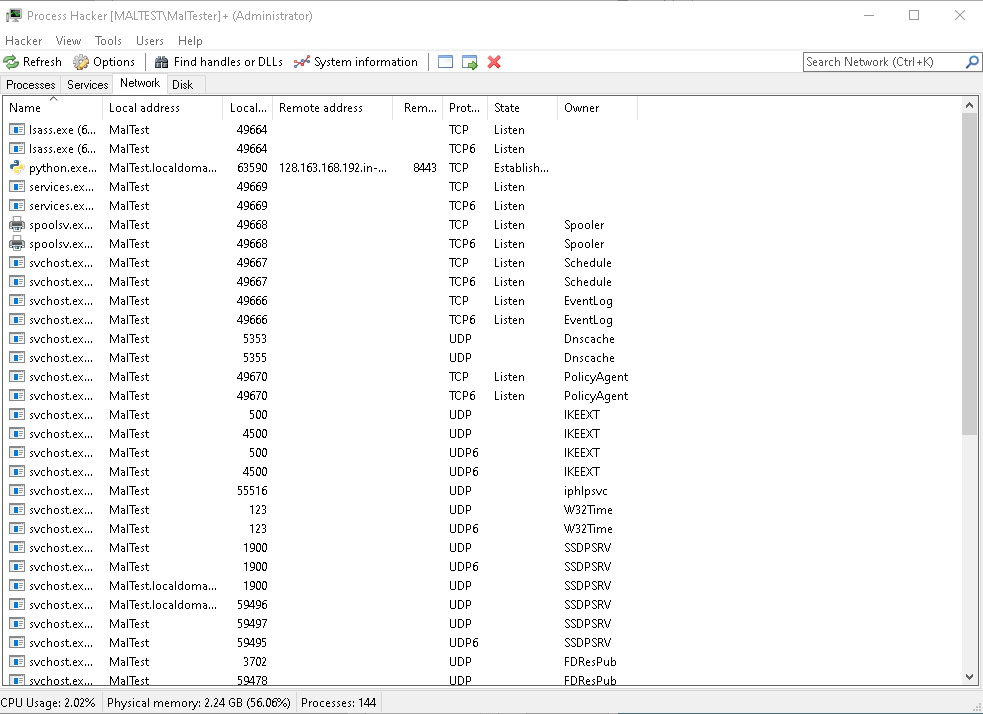 Process Hacker [MALTEST\MalTester]+ (Administrator)
Hacker View Tools Users Help
Refresh Options Find handles or DLLs System information Search Network (Ctrl+K)
Processes Services Network Disk
Name Local address Local... Remote address Rem... Prot... State Owner
lsass.exe (6... MalTest 49664 TCP Listen
lsass.exe (6... MalTest 49664 TCP6 Listen
python.exe... MalTest.localdoma... 63590 128.163.168.192.in-... 8443 TCP Establish...
services.ex... MalTest 49669 TCP Listen
services.ex... MalTest 49669 TCP6 Listen
spoolsv.ex... MalTest 49668 TCP Listen Spooler
spoolsv.ex... MalTest 49668 TCP6 Listen Spooler
svchost.ex... MalTest 49667 TCP Listen Schedule
svchost.ex... MalTest 49667 TCP6 Listen Schedule
svchost.ex... MalTest 49666 TCP Listen EventLog
svchost.ex... MalTest 49666 TCP6 Listen EventLog
svchost.ex... MalTest 5353 UDP Dnscache
svchost.ex... MalTest 5355 UDP Dnscache
svchost.ex... MalTest 49670 TCP Listen PolicyAgent
svchost.ex... MalTest 49670 TCP6 Listen PolicyAgent
svchost.ex... MalTest 500 UDP IKEEXT
svchost.ex... MalTest 4500 UDP IKEEXT
svchost.ex... MalTest 500 UDP6 IKEEXT
svchost.ex... MalTest 4500 UDP6 IKEEXT
svchost.ex... MalTest 55516 UDP iphlpsvc
svchost.ex... MalTest 123 UDP W32Time
svchost.ex... MalTest 123 UDP6 W32Time
svchost.ex... MalTest 1900 UDP SSDPSRV
svchost.ex... MalTest 1900 UDP6 SSDPSRV
svchost.ex... MalTest.localdoma... 1900 UDP SSDPSRV
svchost.ex... MalTest.localdoma... 59496 UDP SSDPSRV
svchost.ex... MalTest 59497 UDP SSDPSRV
svchost.ex... MalTest 59495 UDP6 SSDPSRV
svchost.ex... MalTest 3702 UDP FDResPub
svchost.ex... MalTest 59478 UDP FDResPub
CPU Usage: 2.02% Physical memory: 2.24 GB (56.06%) Processes: 144